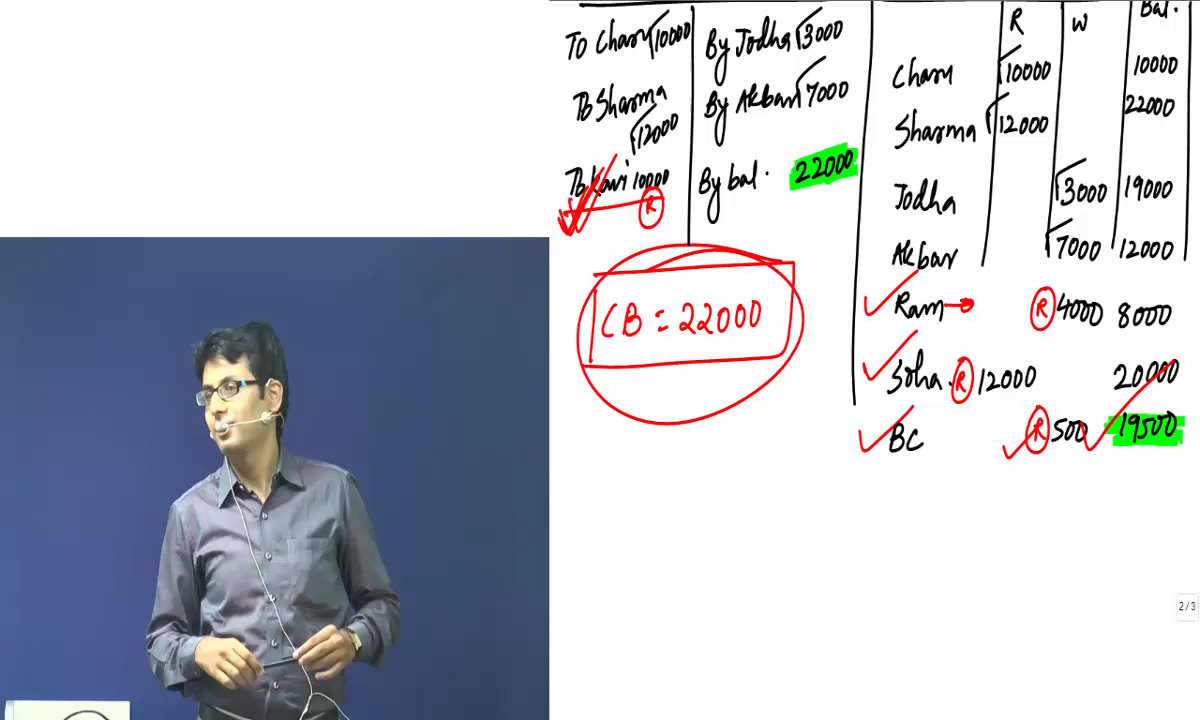 To Charu 10000 By Jodha 3000
To Sharma 12000 By Akbar 7000
To Kavi 10000 By bal. 22000
R
CB = 22000
R W Bal.
Charu 10000 10000
Sharma 12000 22000
Jodha 3000 19000
Akbar 7000 12000
Ram R 4000 8000
Soha R 12000 20000
BC R 500 19500
2/3